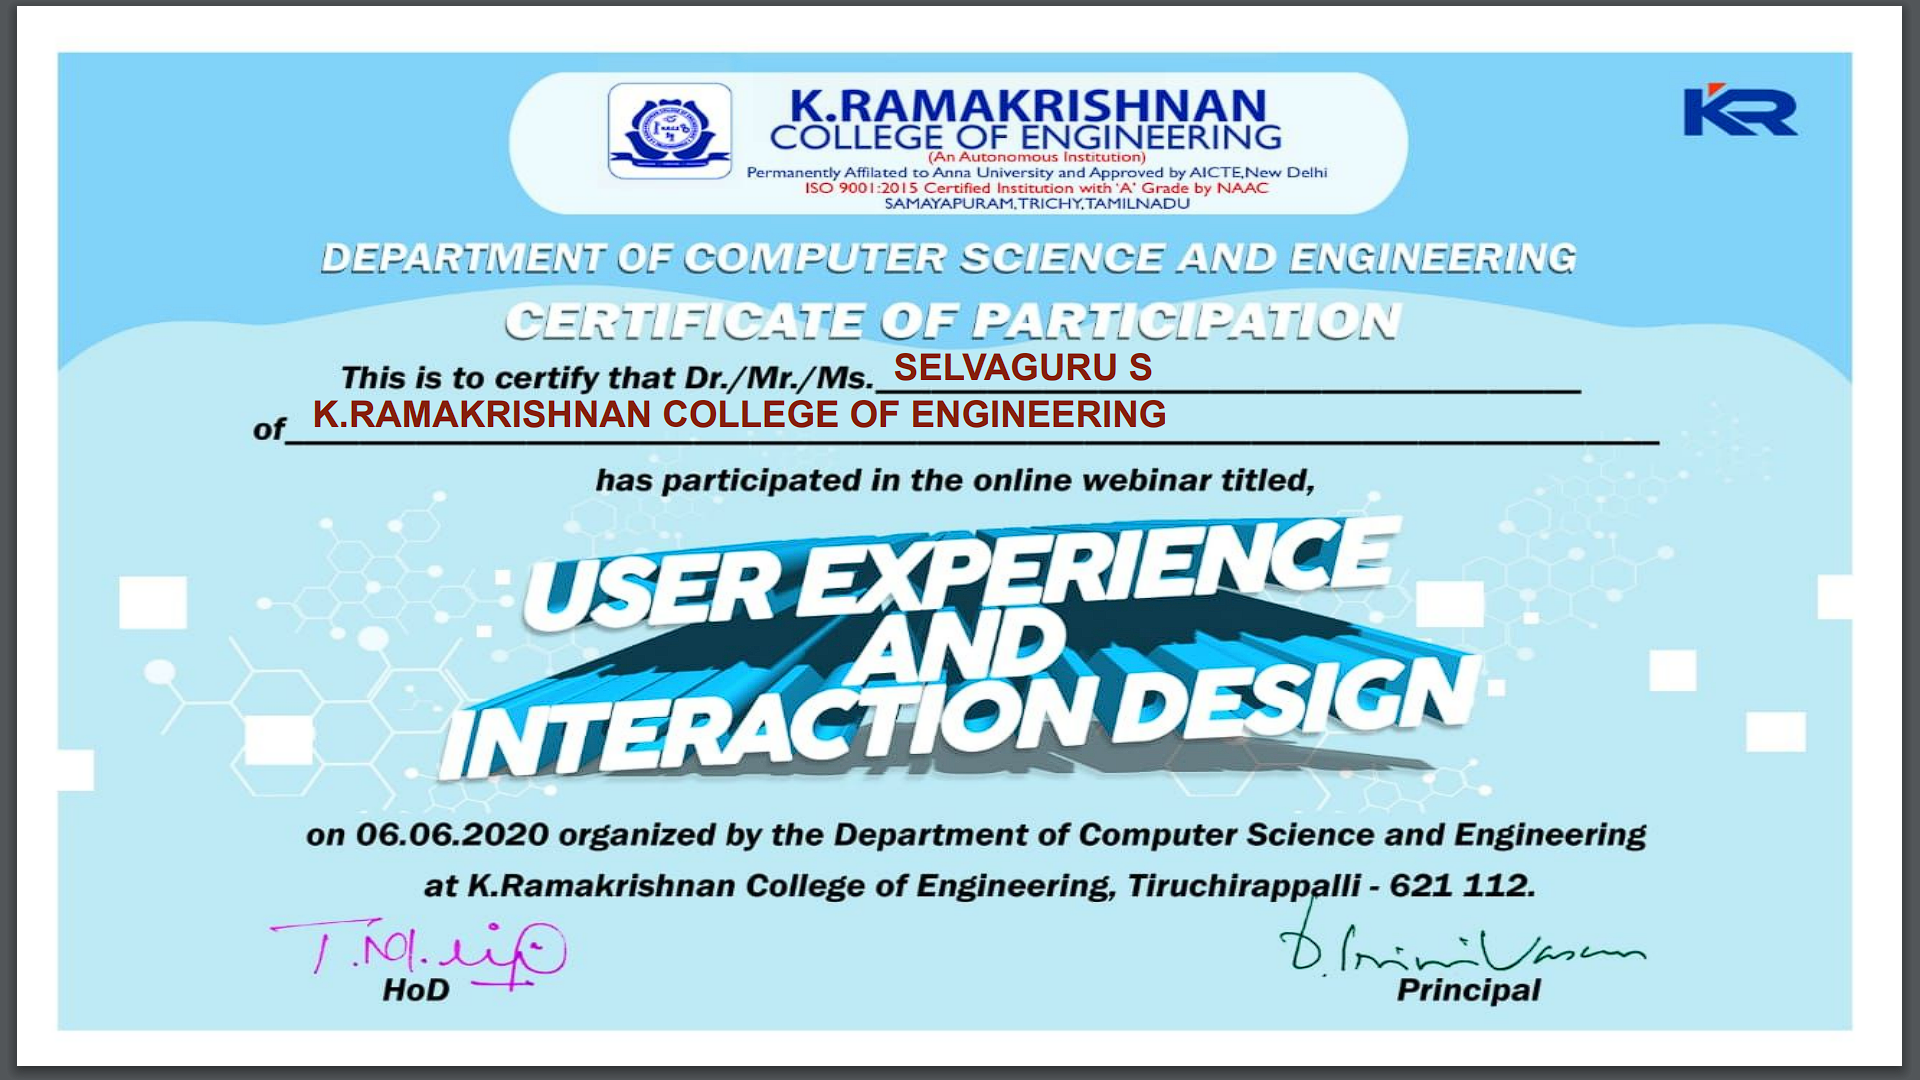 K.RAMAKRISHNAN
COLLEGE OF ENGINEERING
(An Autonomous Institution)
Permanently Affilated to Anna University and Approved by AICTE,New Delhi
ISO 9001:2015 Certified Institution with 'A' Grade by NAAC
SAMAYAPURAM,TRICHY,TAMILNADU
KR
DEPARTMENT OF COMPUTER SCIENCE AND ENGINEERING
CERTIFICATE OF PARTICIPATION
This is to certify that Dr./Mr./Ms. SELVAGURU S
of K.RAMAKRISHNAN COLLEGE OF ENGINEERING
has participated in the online webinar titled,
USER EXPERIENCE
AND
INTERACTION DESIGN
on 06.06.2020 organized by the Department of Computer Science and Engineering
at K.Ramakrishnan College of Engineering, Tiruchirappalli - 621 112.
D. Srinivasan
HoD
Principal